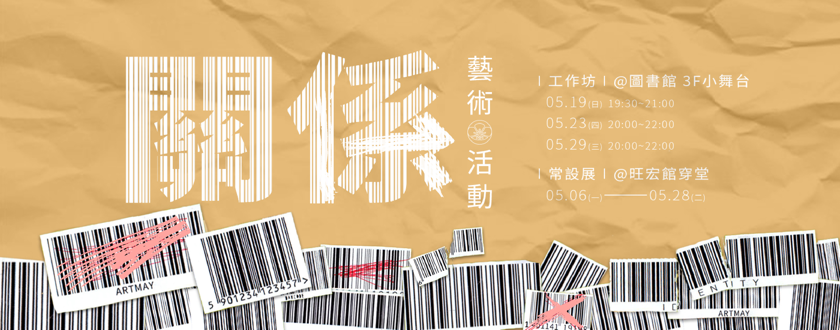 關係
藝術活動
| 工作坊 | @圖書館 3F小舞台
05.19(日) 19:30~21:00
05.23(四) 20:00~22:00
05.29(三) 20:00~22:00
| 常設展 | @旺宏館穿堂
05.06(一)——05.28(二)
ARTMAY
5 901234 123457 >
ENTITY
ARTMAY